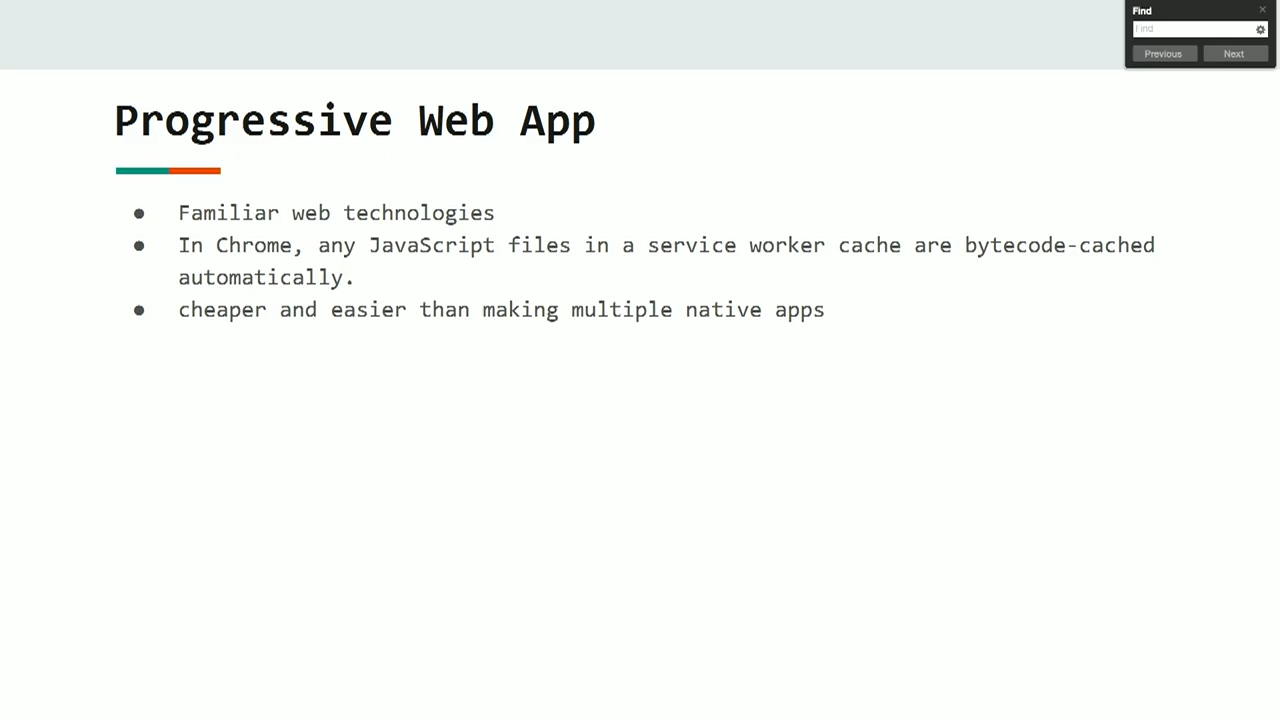 Find
Find
Previous Next
Progressive Web App
● Familiar web technologies
● In Chrome, any JavaScript files in a service worker cache are bytecode-cached
automatically.
● cheaper and easier than making multiple native apps